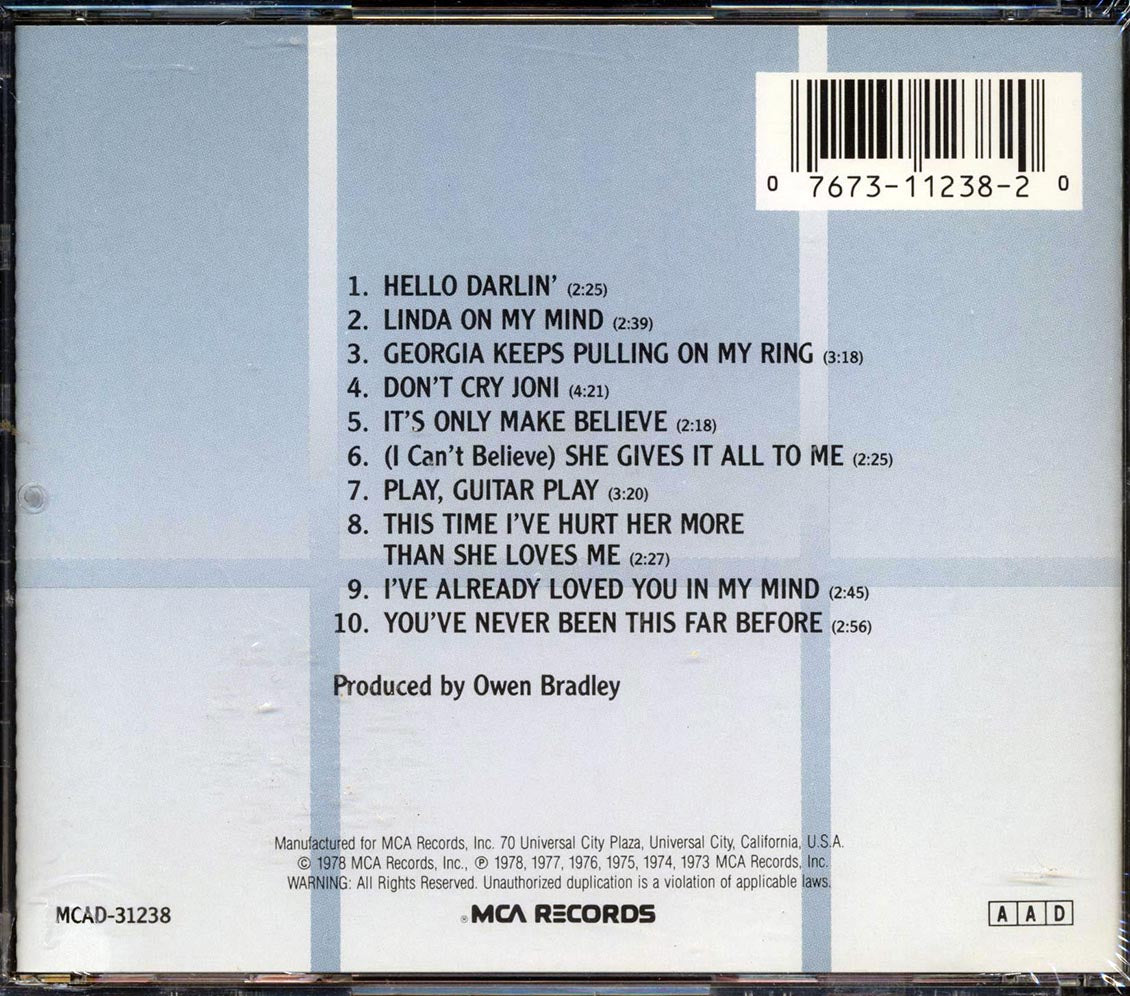 0 7673-11238-2 0
1. HELLO DARLIN' (2:25)
2. LINDA ON MY MIND (2:39)
3. GEORGIA KEEPS PULLING ON MY RING (3:18)
4. DON'T CRY JONI (4:21)
5. IT'S ONLY MAKE BELIEVE (2:18)
6. (I Can't Believe) SHE GIVES IT ALL TO ME (2:25)
7. PLAY, GUITAR PLAY (3:20)
8. THIS TIME I'VE HURT HER MORE
THAN SHE LOVES ME (2:27)
9. I'VE ALREADY LOVED YOU IN MY MIND (2:45)
10. YOU'VE NEVER BEEN THIS FAR BEFORE (2:56)
Produced by Owen Bradley
Manufactured for MCA Records, Inc. 70 Universal City Plaza, Universal City, California, U.S.A.
© 1978 MCA Records, Inc., ℗ 1978, 1977, 1976, 1975, 1974, 1973 MCA Records, Inc.
WARNING: All Rights Reserved. Unauthorized duplication is a violation of applicable laws.
MCAD-31238
® MCA RECORDS
A A D